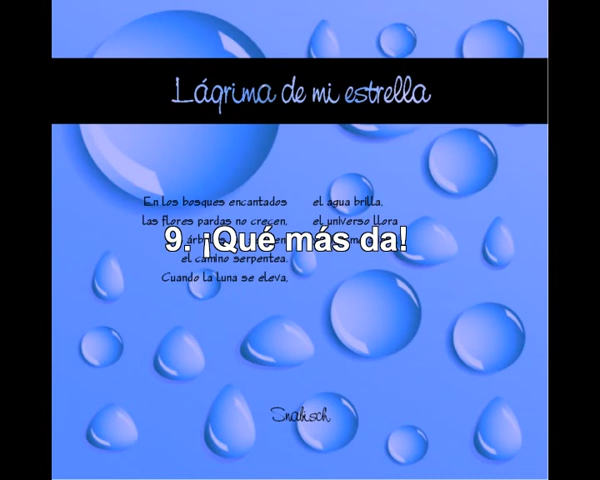 Lágrima de mi estrella
En los bosques encantados
las flores pardas no crecen,
el camino serpentea.
Cuando la luna se eleva,
el agua brilla,
el universo llora
9. ¡Qué más da!
Snalisch